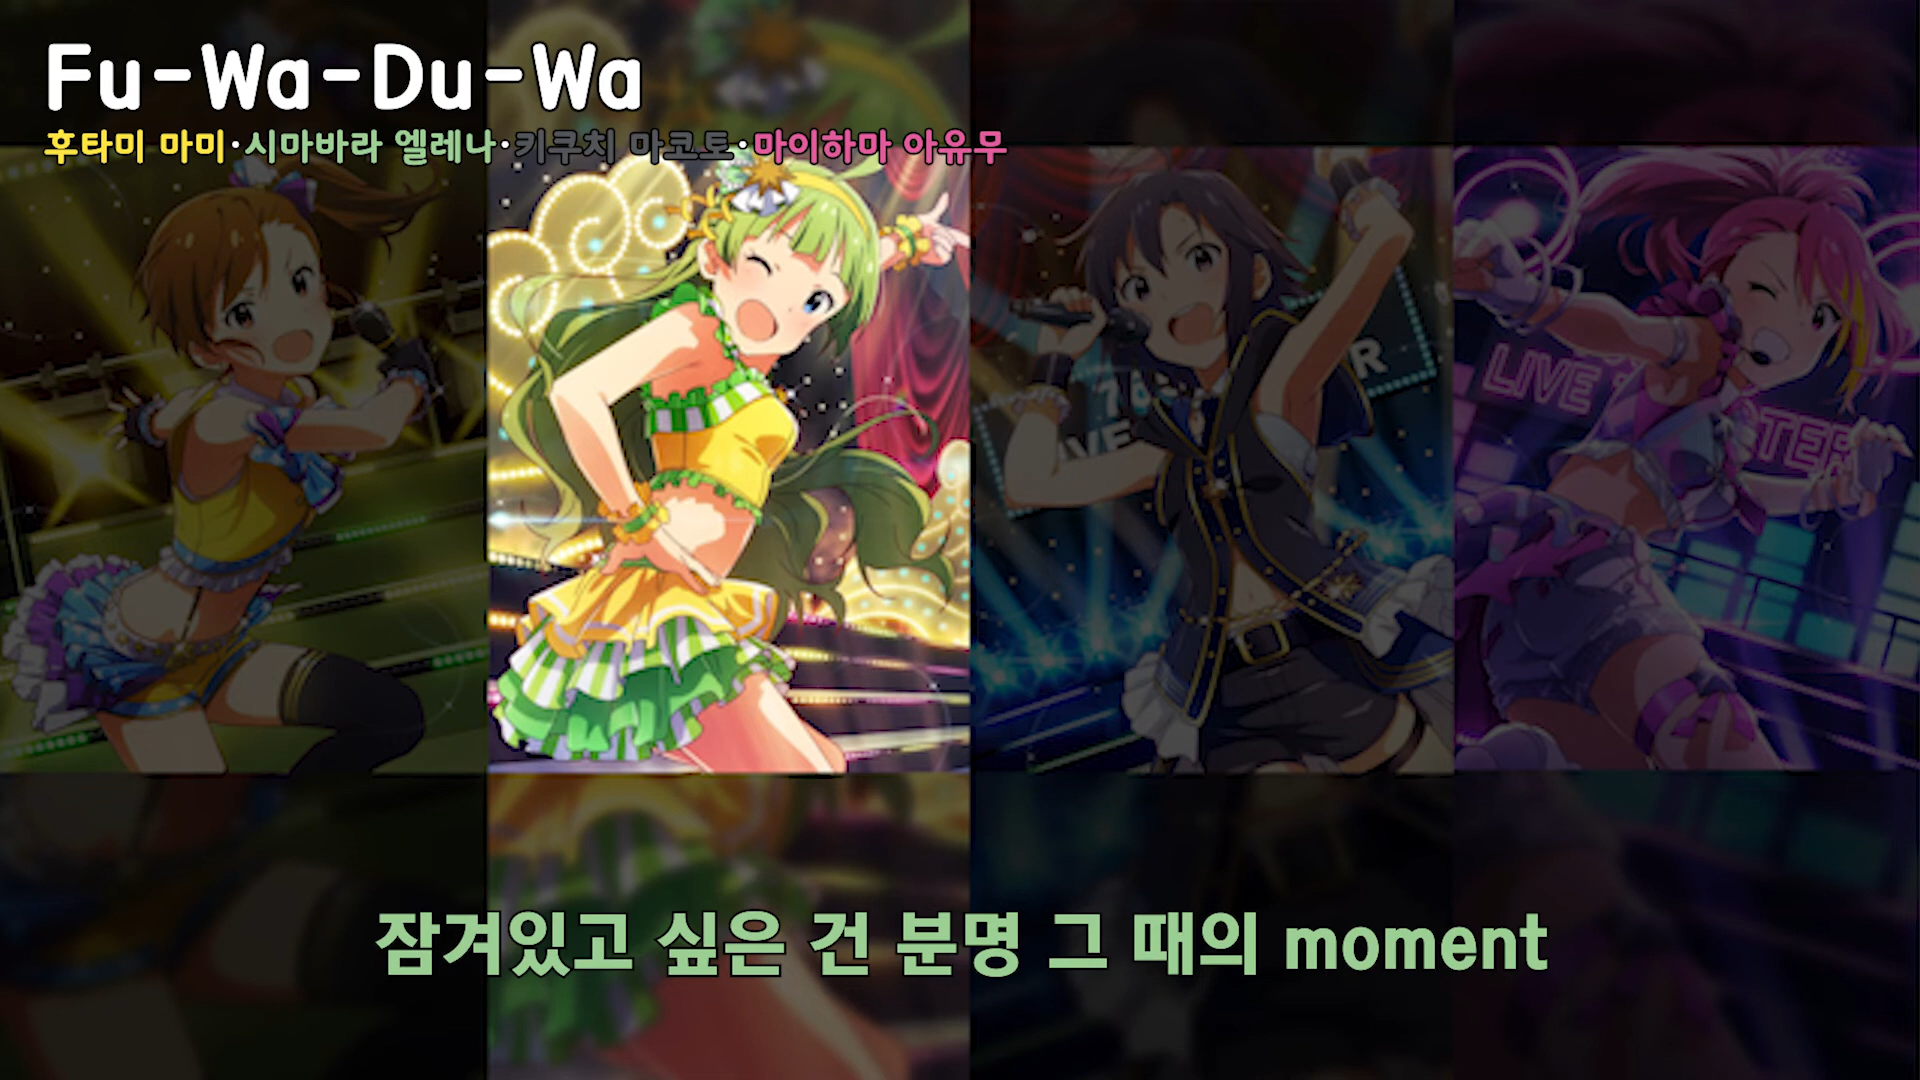 Fu-Wa-Du-Wa
후타미 마미·시마바라 엘레나·키쿠치 마코토·마이하마 아유무
LIVE
잠겨있고 싶은 건 분명 그 때의 moment